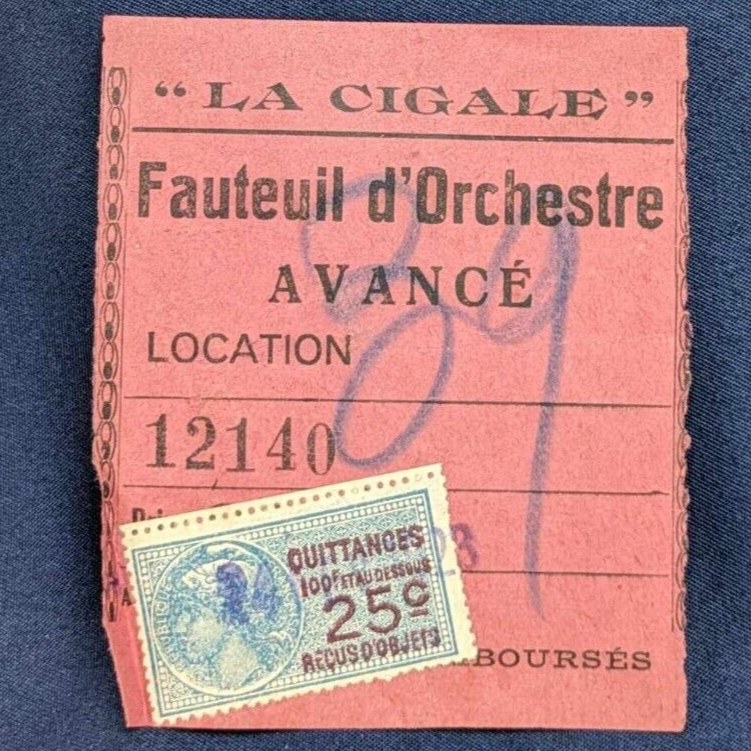 “ LA CIGALE ”
Fauteuil d'Orchestre
AVANCÉ
LOCATION
39
12140
QUITTANCES
100F ET AU DESSOUS
25c
REÇUS D'OBJETS
BOURSÉS